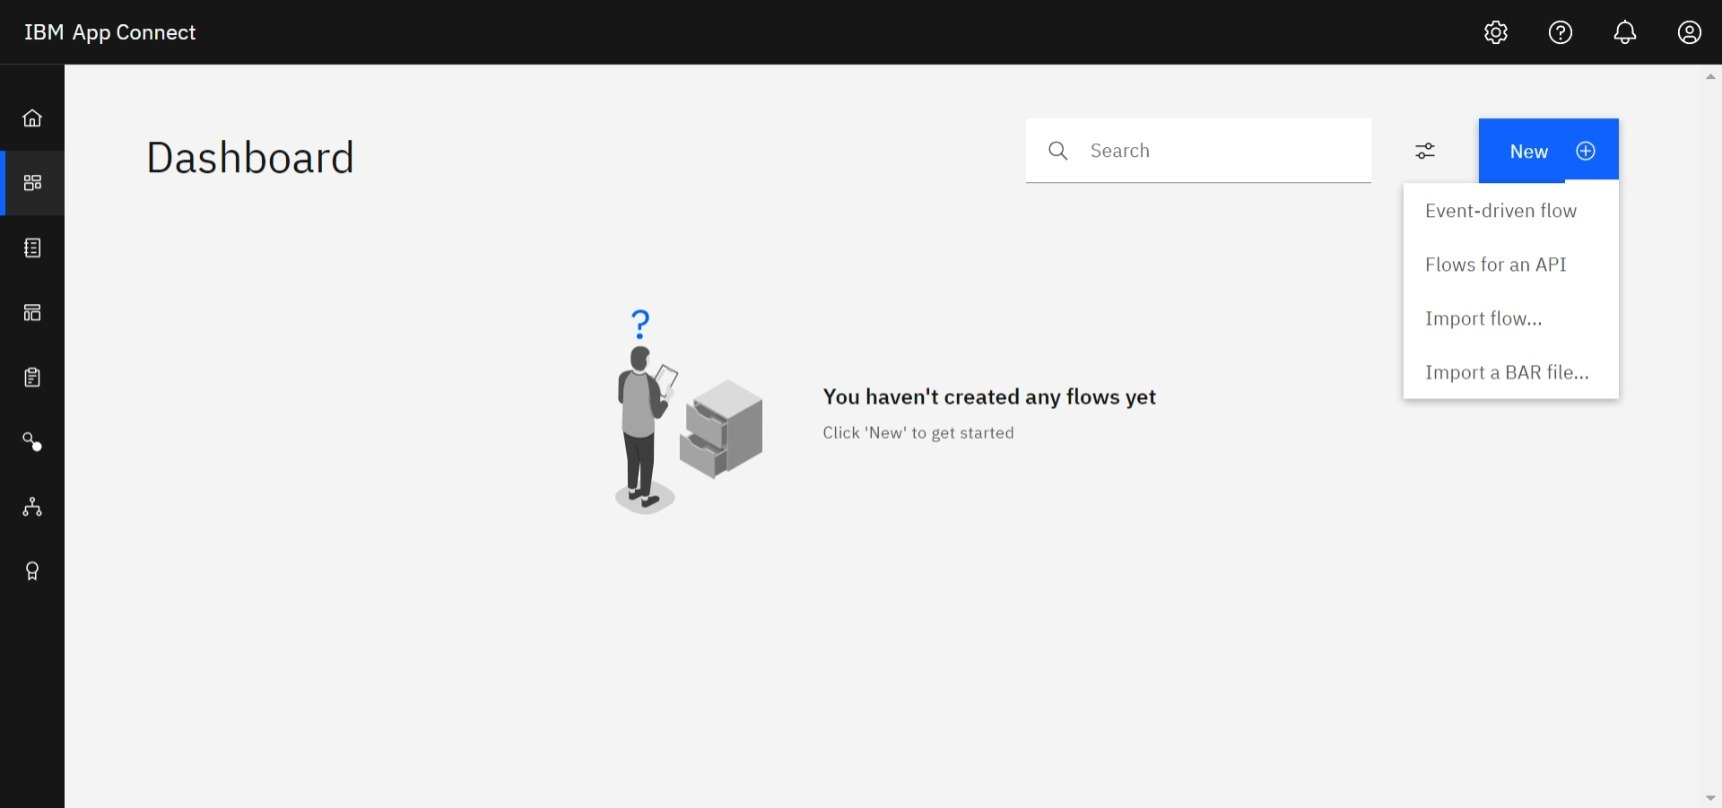 IBM App Connect
Dashboard
Search
New
Event-driven flow
Flows for an API
Import flow...
Import a BAR file...
?
You haven't created any flows yet
Click 'New' to get started